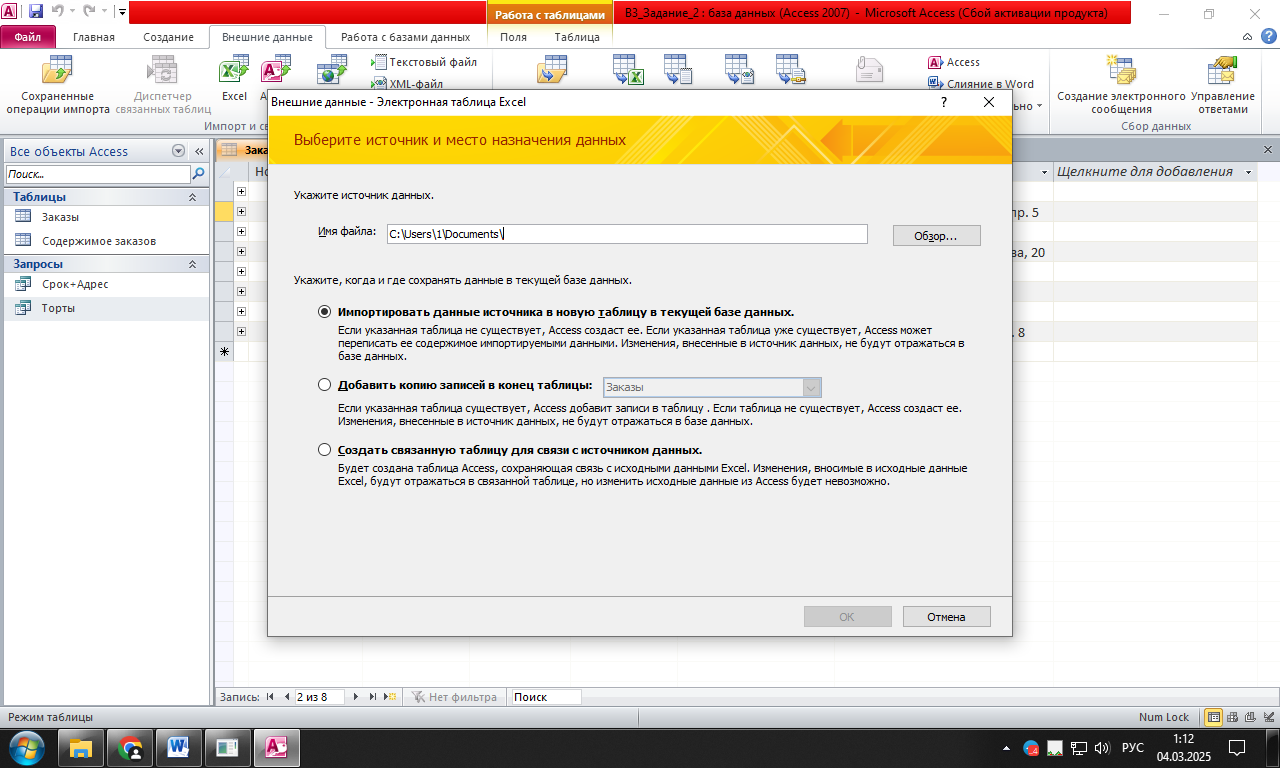 Работа с таблицами
В3_Задание_2 : база данных (Access 2007) - Microsoft Access (Сбой активации продукта)
Файл Главная Создание Внешние данные Работа с базами данных Поля Таблица
Сохраненные операции импорта
Диспетчер связанных таблиц
Excel
Текстовый файл
XML-файл
Access
Слияние с Word
Создание электронного сообщения
Управление ответами
Импорт и св
Сбор данных
Внешние данные - Электронная таблица Excel
? 
Выберите источник и место назначения данных
Укажите источник данных.
Имя файла: C:\Users\1\Documents\
Обзор...
Укажите, когда и где сохранять данные в текущей базе данных.
Импортировать данные источника в новую таблицу в текущей базе данных.
Если указанная таблица не существует, Access создаст ее. Если указанная таблица уже существует, Access может
переписать ее содержимое импортируемыми данными. Изменения, внесенные в источник данных, не будут отражаться в
базе данных.
Добавить копию записей в конец таблицы: Заказы
Если указанная таблица существует, Access добавит записи в таблицу . Если таблица не существует, Access создаст ее.
Изменения, внесенные в источник данных, не будут отражаться в базе данных.
Создать связанную таблицу для связи с источником данных.
Будет создана таблица Access, сохраняющая связь с исходными данными Excel. Изменения, вносимые в исходные данные
Excel, будут отражаться в связанной таблице, но изменить исходные данные из Access будет невозможно.
ОК Отмена
Все объекты Access
Поиск...
Таблицы
Заказы
Содержимое заказов
Запросы
Срок+Адрес
Торты
Зака
Но
Щелкните для добавления
пр. 5
ва, 20
. 8
Запись: 2 из 8 Нет фильтра Поиск
Режим таблицы
Num Lock
РУС
1:12
04.03.2025